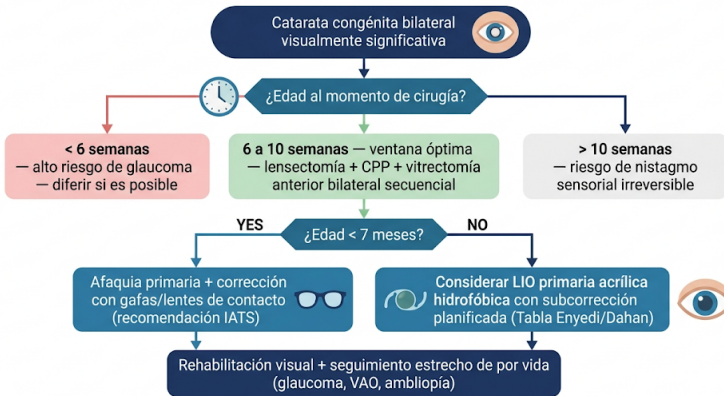 Catarata congénita bilateral
visualmente significativa
¿Edad al momento de cirugía?
< 6 semanas
— alto riesgo de glaucoma
— diferir si es posible
6 a 10 semanas — ventana óptima
— lensectomía + CPP + vitrectomía
anterior bilateral secuencial
> 10 semanas
— riesgo de nistagmo
sensorial irreversible
YES
¿Edad < 7 meses?
NO
Afaquia primaria + corrección
con gafas/lentes de contacto
(recomendación IATS)
Considerar LIO primaria acrílica
hidrofóbica con subcorrección
planificada (Tabla Enyedi/Dahan)
Rehabilitación visual + seguimiento estrecho de por vida
(glaucoma, VAO, ambliopía)